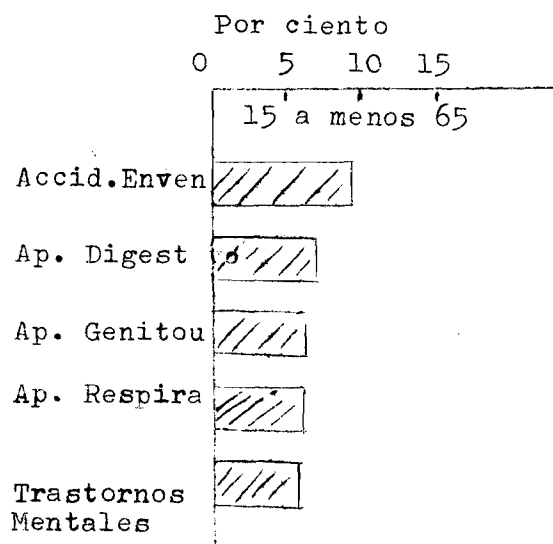 Por ciento
0 5 10 15
15 a menos 65
Accid.Enven
Ap. Digest
Ap. Genitou
Ap. Respira
Trastornos
Mentales